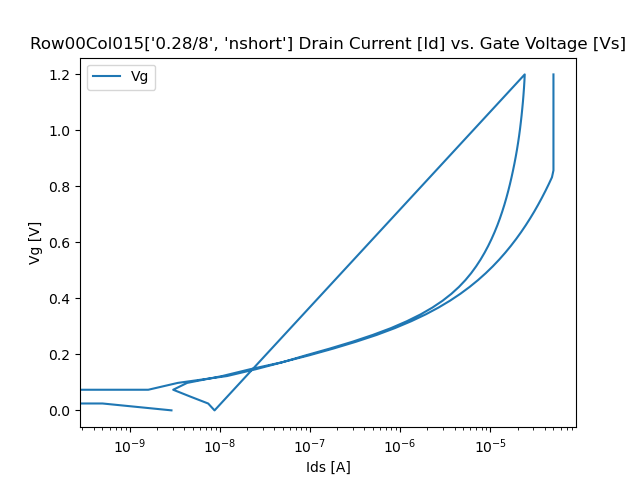 Row00Col015['0.28/8', 'nshort'] Drain Current [Id] vs. Gate Voltage [Vs]
Vg
1.2
1.0
0.8
0.6
0.4
0.2
0.0
Vg [V]
10⁻⁹ 10⁻⁸ 10⁻⁷ 10⁻⁶ 10⁻⁵
Ids [A]